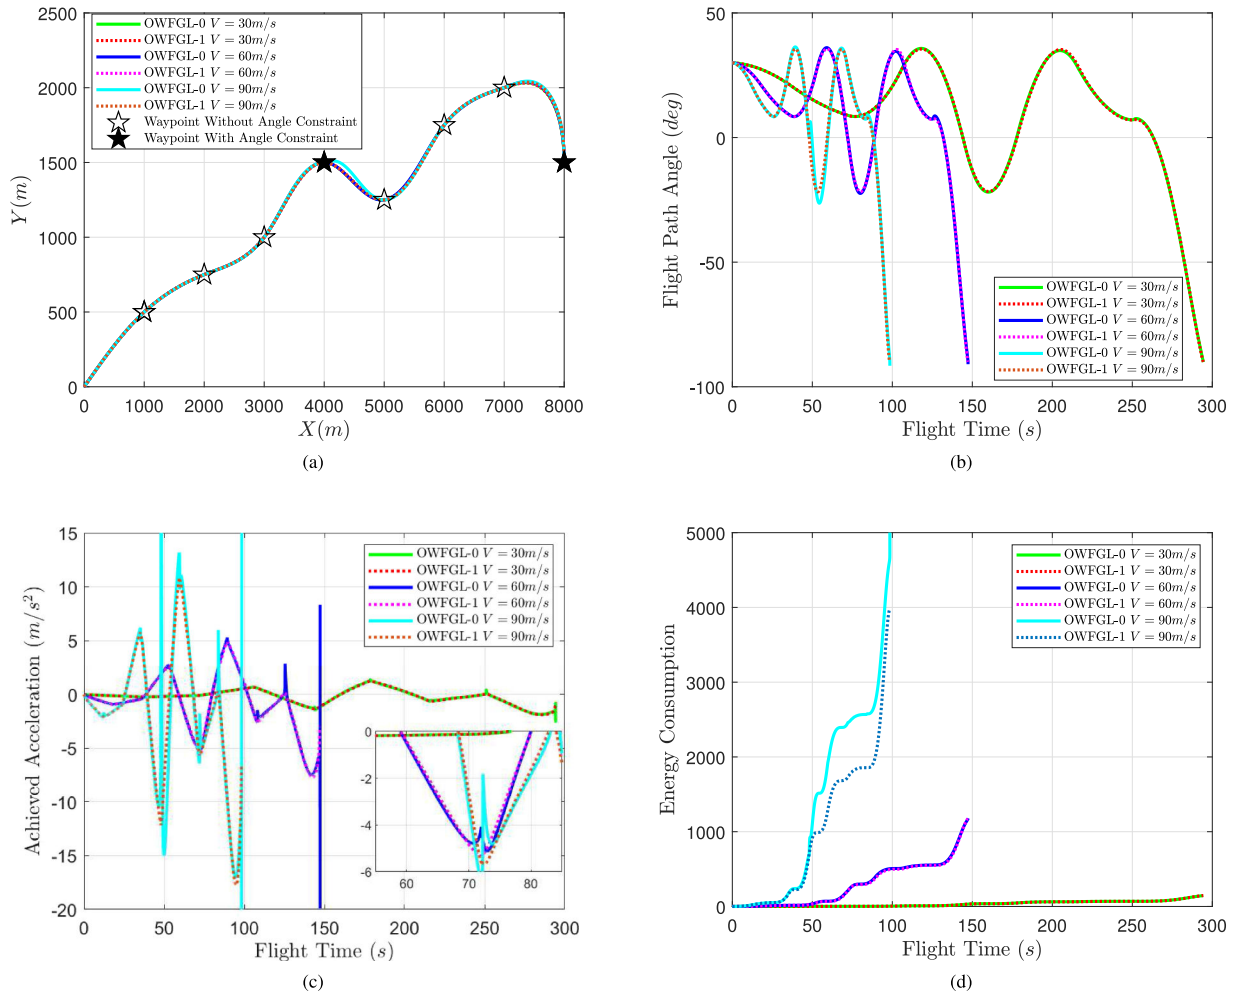 2500
2000
1500
1000
500
0
0 1000 2000 3000 4000 5000 6000 7000 8000
Y(m)
X(m)
OWFGL-0 V = 30m/s
OWFGL-1 V = 30m/s
OWFGL-0 V = 60m/s
OWFGL-1 V = 60m/s
OWFGL-0 V = 90m/s
OWFGL-1 V = 90m/s
Waypoint Without Angle Constraint
Waypoint With Angle Constraint
(a)
50
0
-50
-100
0 50 100 150 200 250 300
Flight Path Angle (deg)
Flight Time (s)
OWFGL-0 V = 30m/s
OWFGL-1 V = 30m/s
OWFGL-0 V = 60m/s
OWFGL-1 V = 60m/s
OWFGL-0 V = 90m/s
OWFGL-1 V = 90m/s
(b)
15
10
5
0
-5
-10
-15
-20
0 50 100 150 200 250 300
Achieved Acceleration (m/s²)
Flight Time (s)
OWFGL-0 V = 30m/s
OWFGL-1 V = 30m/s
OWFGL-0 V = 60m/s
OWFGL-1 V = 60m/s
OWFGL-0 V = 90m/s
OWFGL-1 V = 90m/s
0
-2
-4
-6
60 70 80
(c)
5000
4000
3000
2000
1000
0
0 50 100 150 200 250 300
Energy Consumption
Flight Time (s)
OWFGL-0 V = 30m/s
OWFGL-1 V = 30m/s
OWFGL-0 V = 60m/s
OWFGL-1 V = 60m/s
OWFGL-0 V = 90m/s
OWFGL-1 V = 90m/s
(d)